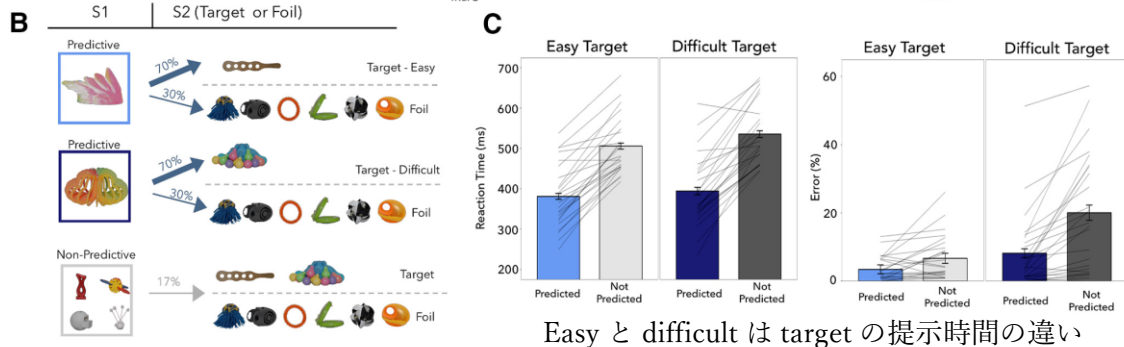 B
S1
S2 (Target or Foil)
Predictive
70%
30%
Target - Easy
Foil
Predictive
70%
30%
Target - Difficult
Foil
Non-Predictive
17%
Target
Foil
C
Easy Target
Difficult Target
Reaction Time (ms)
700
600
500
400
300
200
Predicted
Not Predicted
Predicted
Not Predicted
Easy Target
Difficult Target
Error (%)
60
40
20
0
Predicted
Not Predicted
Predicted
Not Predicted
Easy と difficult は target の提示時間の違い